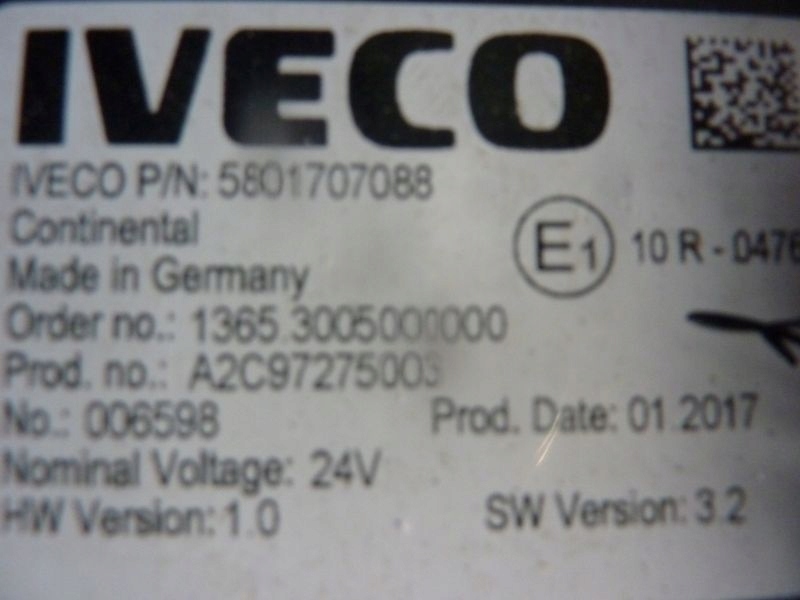 IVECO
IVECO P/N: 5801707088
Continental
Made in Germany
E1 10 R - 0476
Order no.: 1365.3005000000
Prod. no.: A2C97275003
No.: 006598 Prod. Date: 01.2017
Nominal Voltage: 24V
HW Version: 1.0 SW Version: 3.2